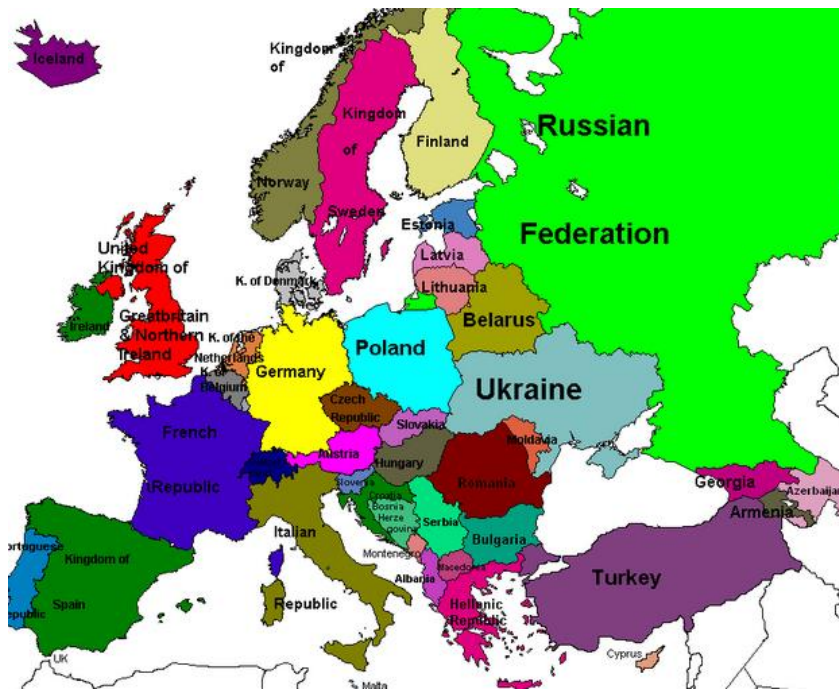 Iceland
Kingdom of
Norway
Kingdom
of
Sweden
Finland
Russian
Federation
Estonia
Latvia
Lithuania
Belarus
K. of Denmark
United
Kingdom of
Greatbritain
& Northern
Ireland
Ireland
K. of the
Netherlands
K. of
Belgium
Germany
Poland
Ukraine
Czech
Republic
Slovakia
Moldavia
French
Republic
Austria
Hungary
Romania
Slovenia
Croatia
Bosnia
Herze
govina
Serbia
Bulgaria
Montenegro
Albania
Macedonia
Hellenic
Republic
Italian
Republic
Portuguese
Republic
Kingdom of
Spain
Georgia
Armenia
Azerbaijan
Turkey
Cyprus
UK
Malta